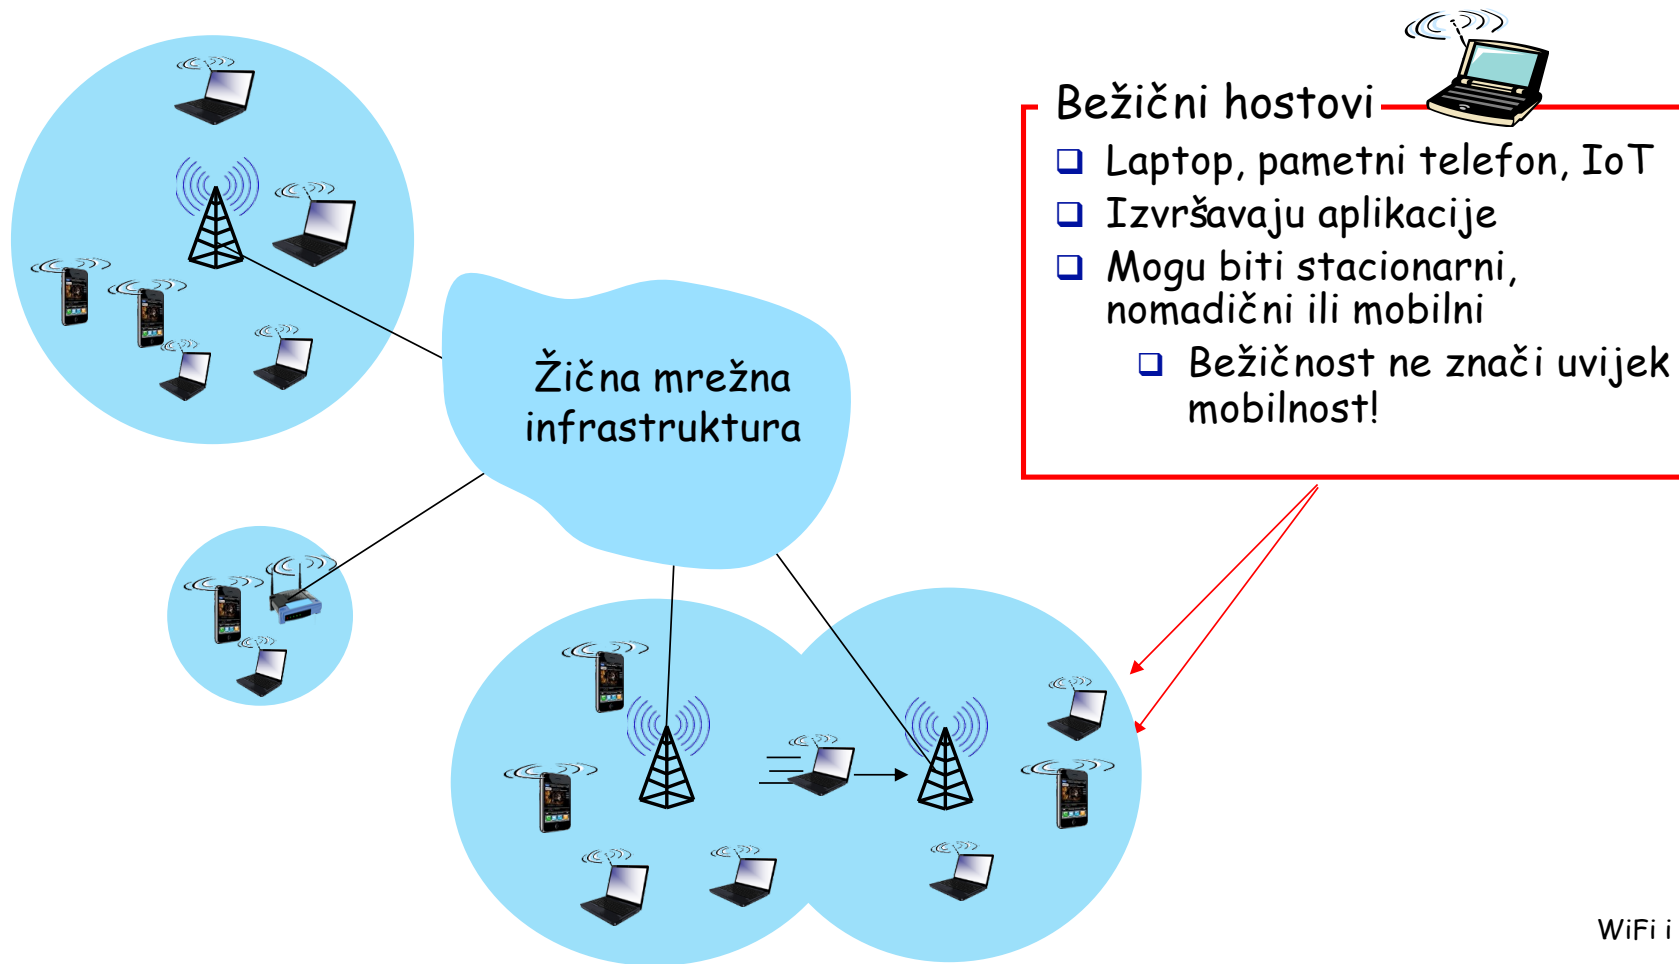 Bežični hostovi
Laptop, pametni telefon, IoT
Izvršavaju aplikacije
Mogu biti stacionarni,
nomadični ili mobilni
Bežičnost ne znači uvijek
mobilnost!
Žična mrežna
infrastruktura
WiFi i